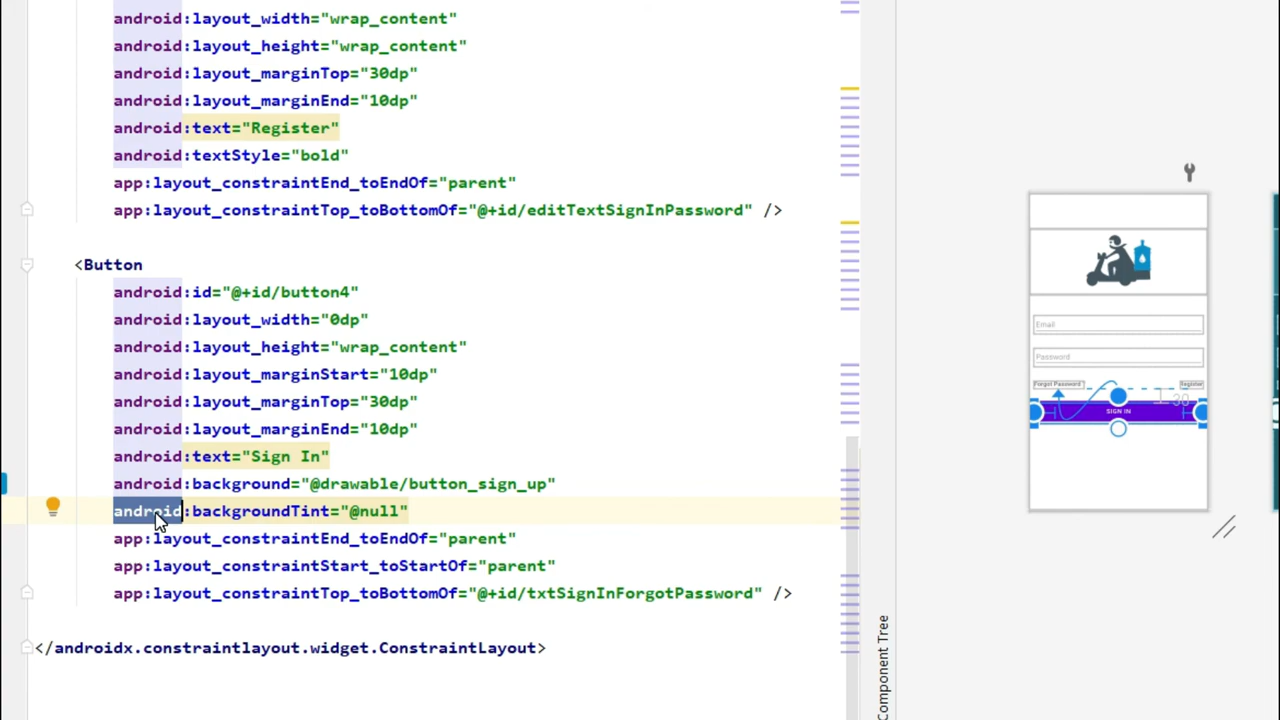 android:layout_width="wrap_content"
android:layout_height="wrap_content"
android:layout_marginTop="30dp"
android:layout_marginEnd="10dp"
android:text="Register"
android:textStyle="bold"
app:layout_constraintEnd_toEndOf="parent"
app:layout_constraintTop_toBottomOf="@+id/editTextSignInPassword" />
<Button
android:id="@+id/button4"
android:layout_width="0dp"
android:layout_height="wrap_content"
android:layout_marginStart="10dp"
android:layout_marginTop="30dp"
android:layout_marginEnd="10dp"
android:text="Sign In"
android:background="@drawable/button_sign_up"
android:backgroundTint="@null"
app:layout_constraintEnd_toEndOf="parent"
app:layout_constraintStart_toStartOf="parent"
app:layout_constraintTop_toBottomOf="@+id/txtSignInForgotPassword" />
</androidx.constraintlayout.widget.ConstraintLayout>
Component Tree
Email
Password
Forgot Password
Register
30
SIGN IN